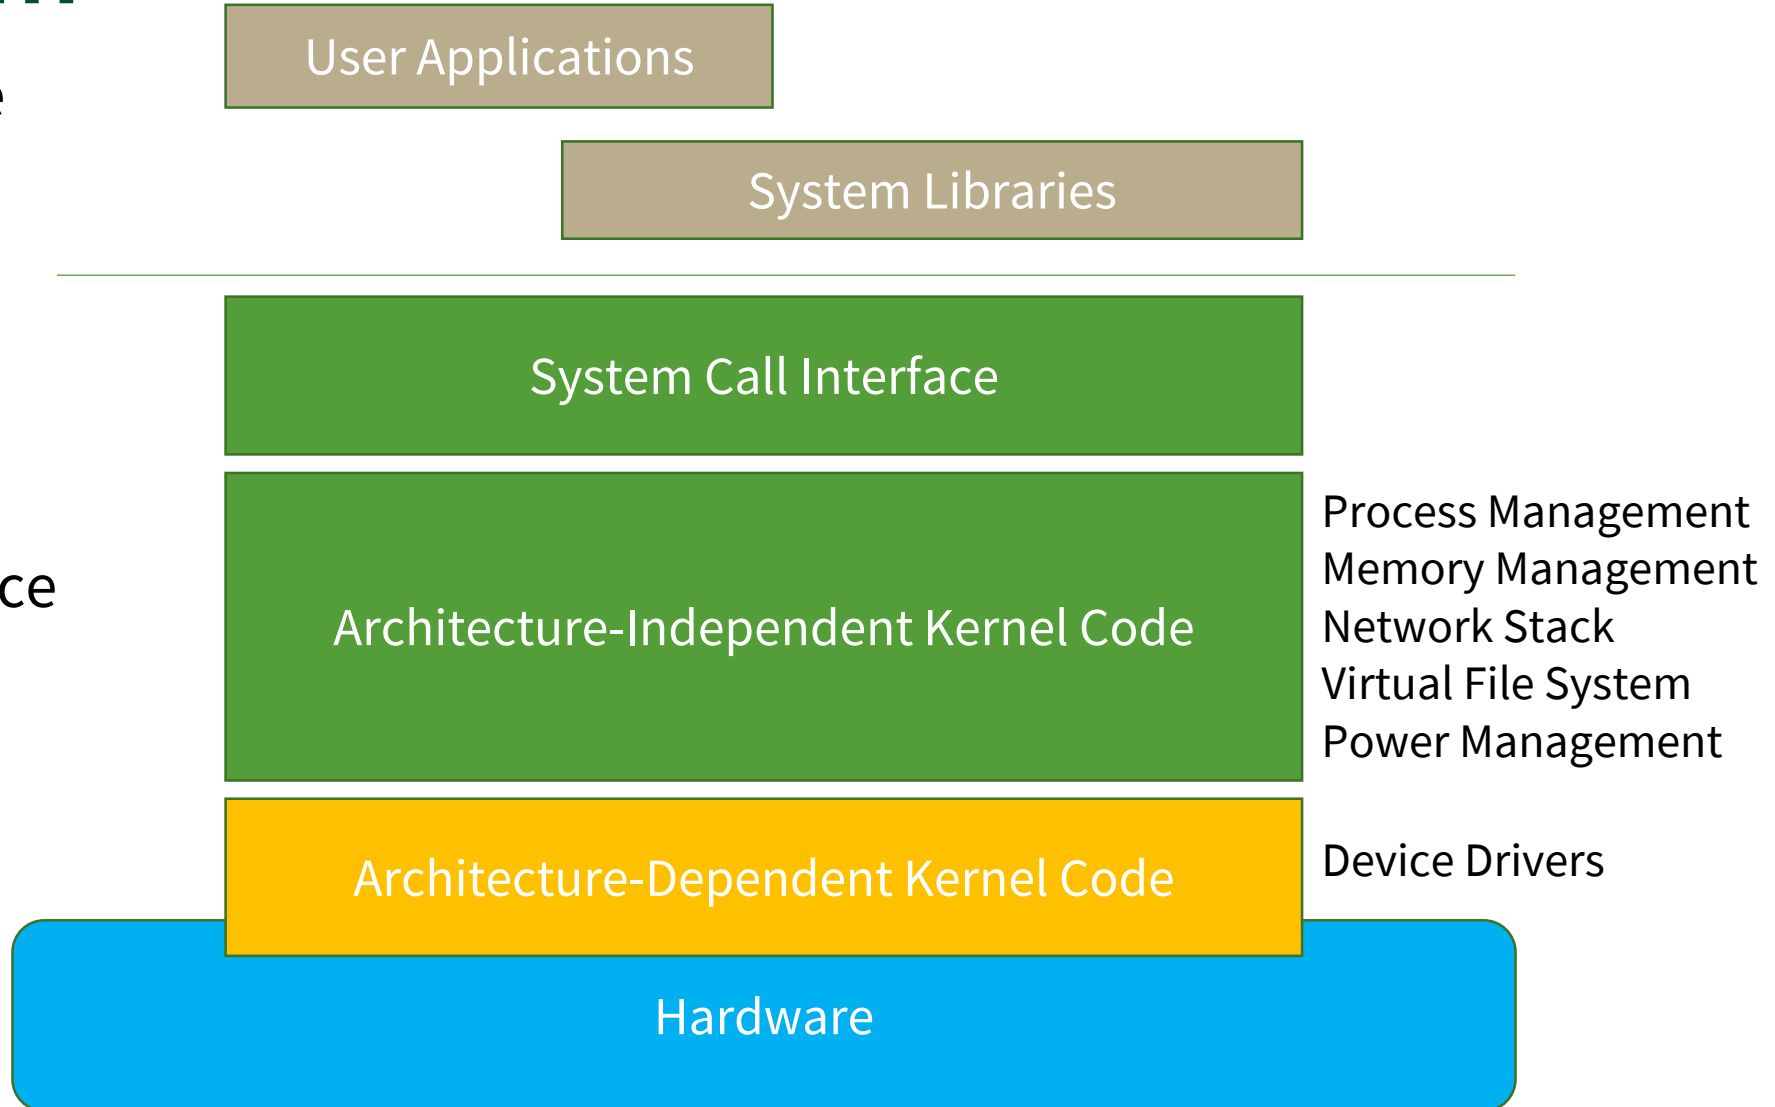 User Applications
System Libraries
System Call Interface
Architecture-Independent Kernel Code
Process Management
Memory Management
Network Stack
Virtual File System
Power Management
Architecture-Dependent Kernel Code
Device Drivers
Hardware